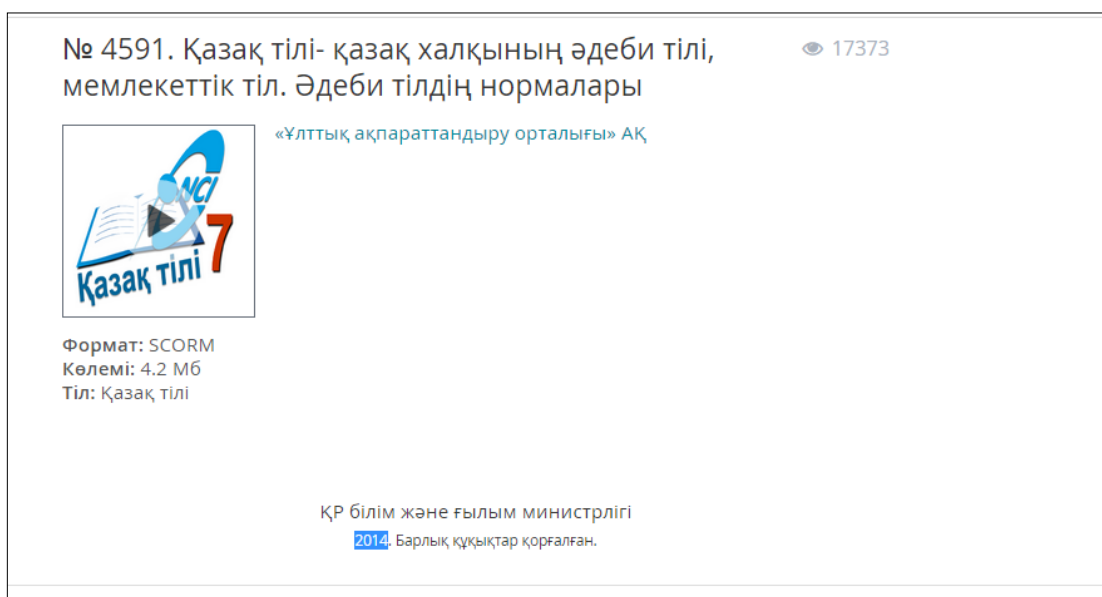 № 4591. Қазақ тілі- қазақ халқының әдеби тілі,
мемлекеттік тіл. Әдеби тілдің нормалары
17373
«Ұлттық ақпараттандыру орталығы» АҚ
NCI
7
Қазақ тілі
Формат: SCORM
Көлемі: 4.2 Мб
Тіл: Қазақ тілі
ҚР білім және ғылым министрлігі
2014. Барлық құқықтар қорғалған.